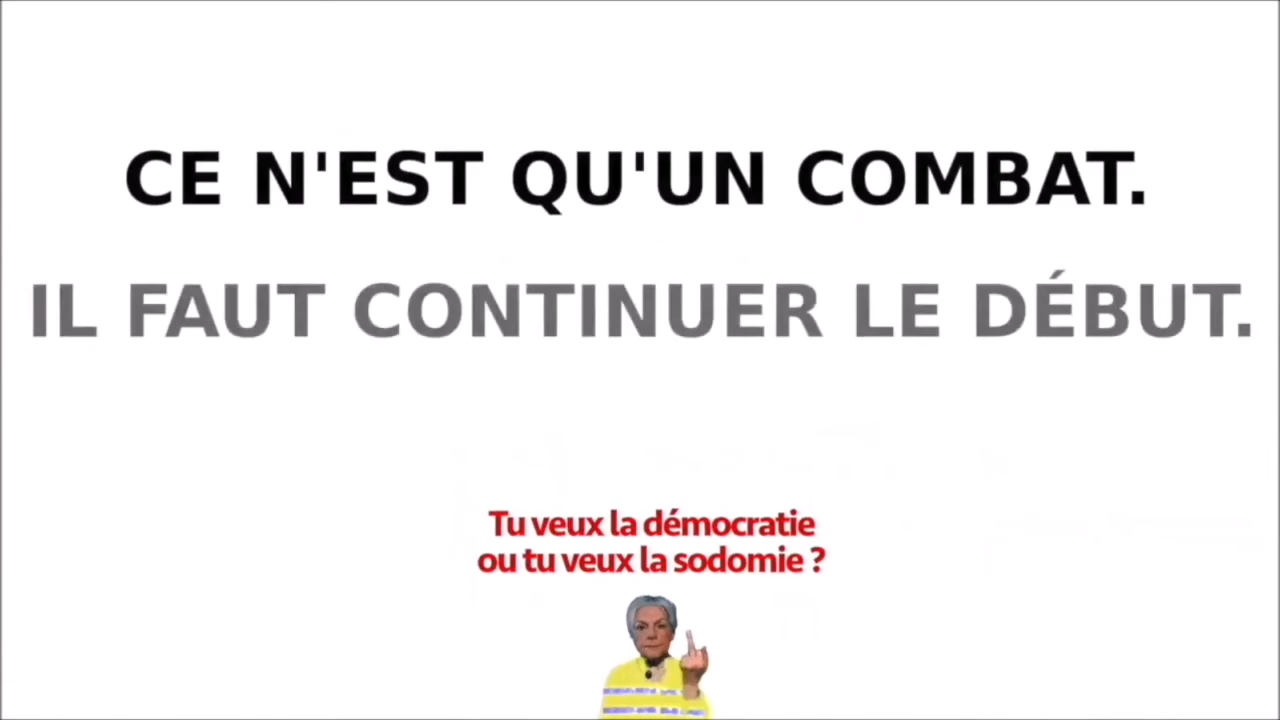 CE N'EST QU'UN COMBAT.
IL FAUT CONTINUER LE DÉBUT.
Tu veux la démocratie
ou tu veux la sodomie ?